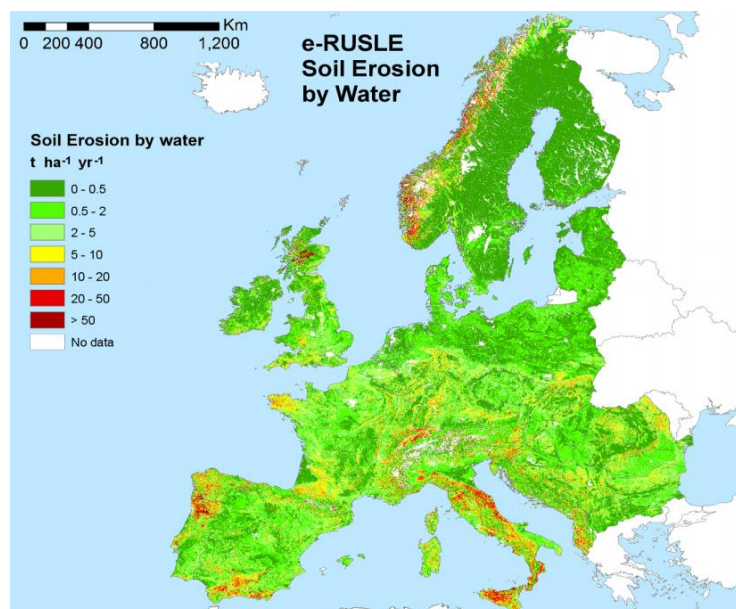 Km
0 200 400 800 1,200
e-RUSLE
Soil Erosion
by Water
Soil Erosion by water
t ha⁻¹ yr⁻¹
0 - 0.5
0.5 - 2
2 - 5
5 - 10
10 - 20
20 - 50
> 50
No data